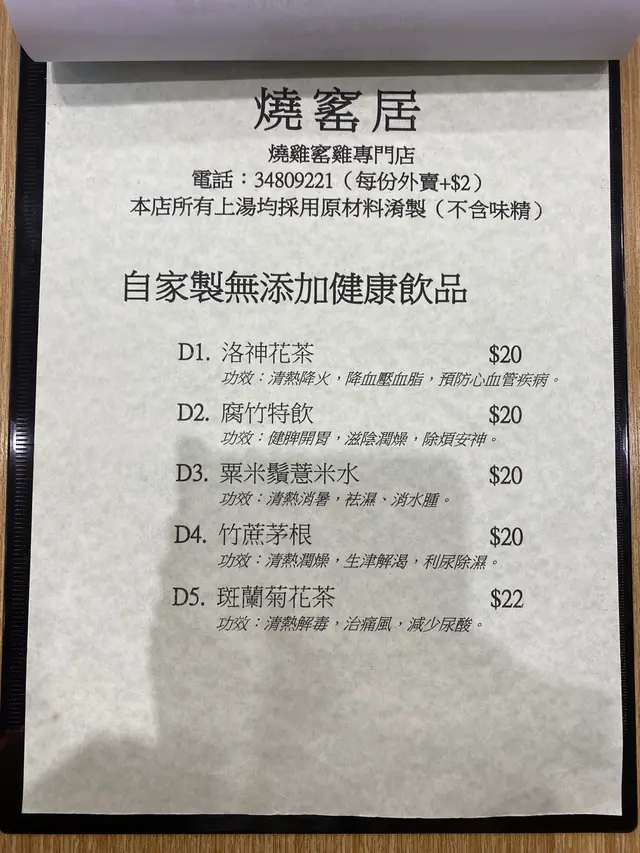 燒窰居
燒雞窰雞專門店
電話：34809221（每份外賣+$2）
本店所有上湯均採用原材料淆製（不含味精）
自家製無添加健康飲品
D1. 洛神花茶 $20
功效：清熱降火，降血壓血脂，預防心血管疾病。
D2. 腐竹特飲 $20
功效：健脾開胃，滋陰潤燥，除煩安神。
D3. 粟米鬚薏米水 $20
功效：清熱消暑，袪濕、消水腫。
D4. 竹蔗茅根 $20
功效：清熱潤燥，生津解渴，利尿除濕。
D5. 斑蘭菊花茶 $22
功效：清熱解毒，治痛風，減少尿酸。